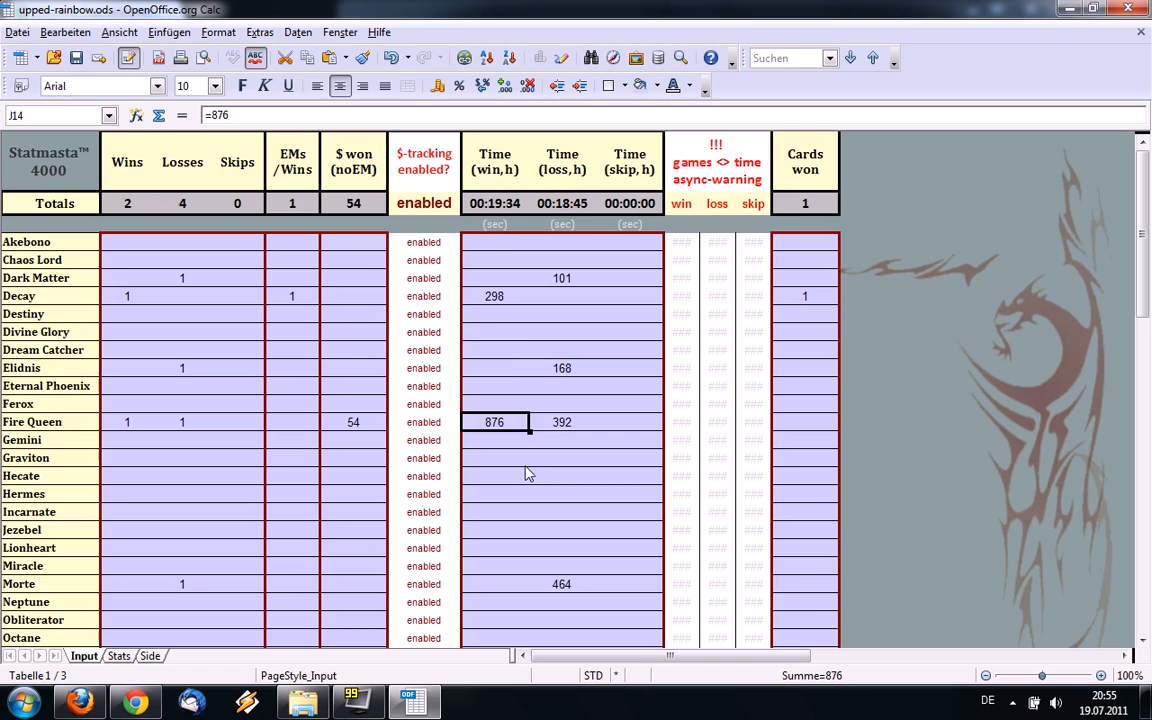 upped-rainbow.ods - OpenOffice.org Calc
Datei Bearbeiten Ansicht Einfügen Format Extras Daten Fenster Hilfe
Suchen
Arial 10 F K U
J14 =876
Statmasta™ 4000
Wins Losses Skips
EMs /Wins
$ won (noEM)
$-tracking enabled?
Time (win, h)
Time (loss, h)
Time (skip, h)
!!! games <> time async-warning
Cards won
Totals 2 4 0 1 54 enabled 00:19:34 00:18:45 00:00:00 win loss skip 1
(sec) (sec) (sec)
Akebono enabled ### ### ###
Chaos Lord enabled ### ### ###
Dark Matter 1 enabled 101 ### ### ###
Decay 1 1 enabled 298 ### ### ### 1
Destiny enabled ### ### ###
Divine Glory enabled ### ### ###
Dream Catcher enabled ### ### ###
Elidnis 1 enabled 168 ### ### ###
Eternal Phoenix enabled ### ### ###
Ferox enabled ### ### ###
Fire Queen 1 1 54 enabled 876 392 ### ### ###
Gemini enabled ### ### ###
Graviton enabled ### ### ###
Hecate enabled ### ### ###
Hermes enabled ### ### ###
Incarnate enabled ### ### ###
Jezebel enabled ### ### ###
Lionheart enabled ### ### ###
Miracle enabled ### ### ###
Morte 1 enabled 464 ### ### ###
Neptune enabled ### ### ###
Obliterator enabled ### ### ###
Octane enabled ### ### ###
Input Stats Side
Tabelle 1 / 3 PageStyle_Input STD * Summe=876 100%
99 ODF DE 20:55
19.07.2011